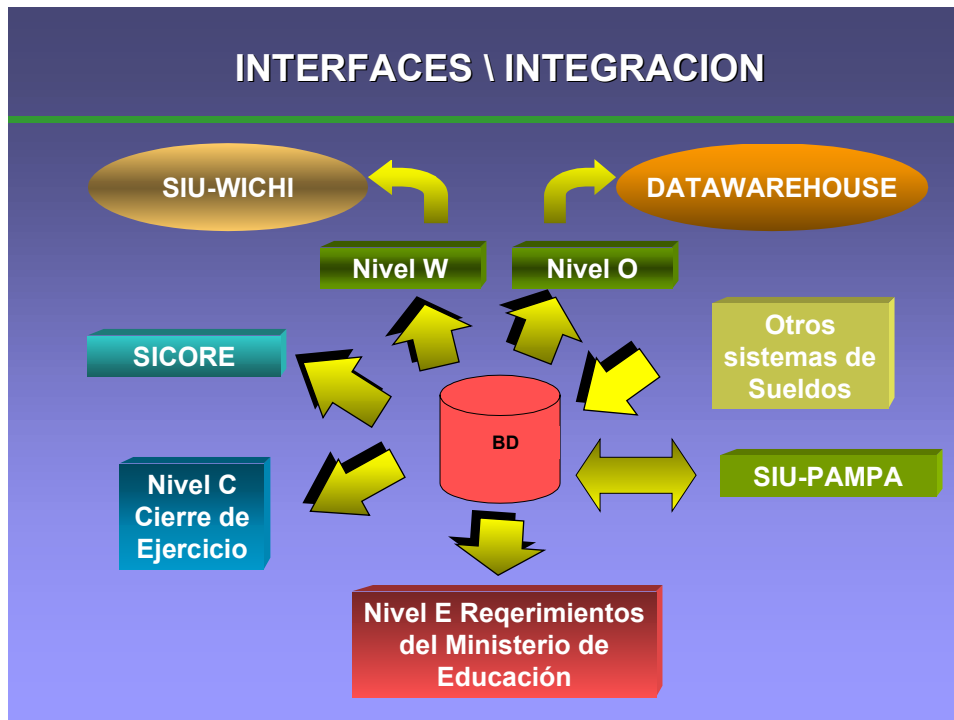 INTERFACES \ INTEGRACION
SIU-WICHI
DATAWAREHOUSE
Nivel W
Nivel O
SICORE
Otros
sistemas de
Sueldos
BD
SIU-PAMPA
Nivel C
Cierre de
Ejercicio
Nivel E Reqerimientos
del Ministerio de
Educación